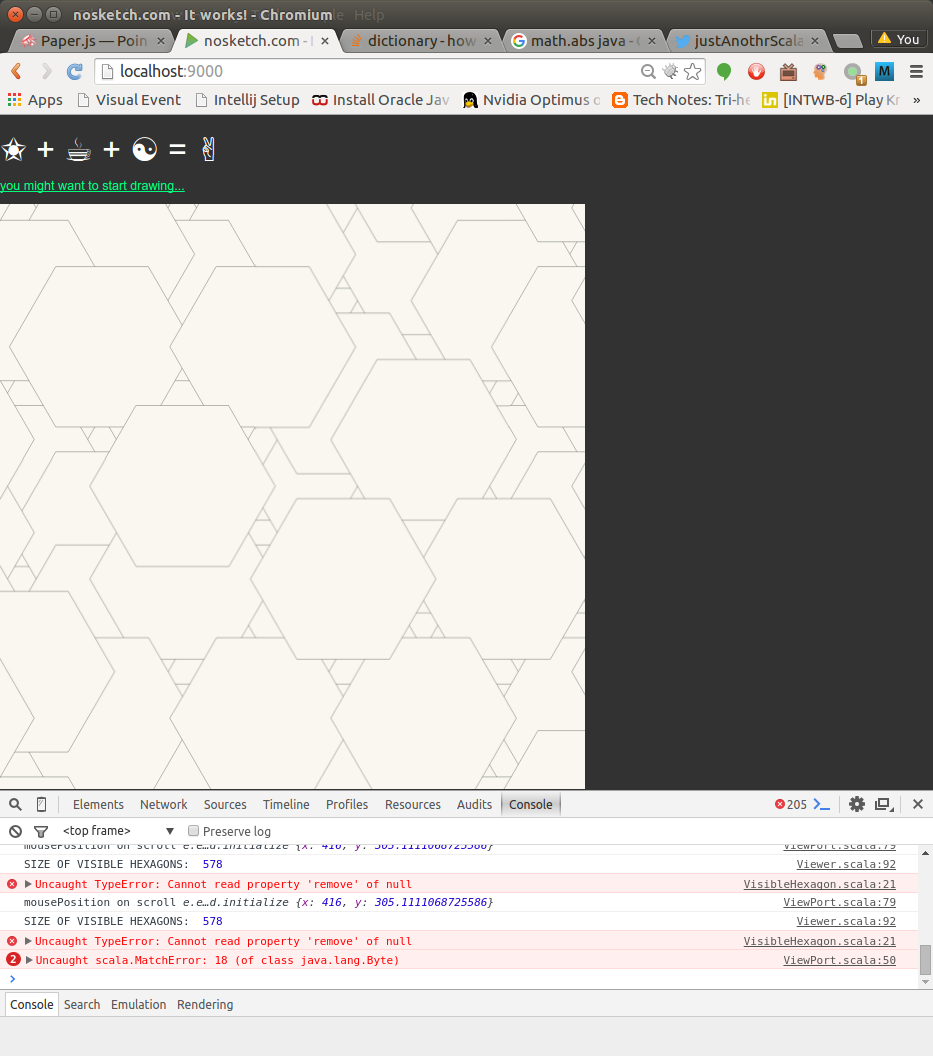 nosketch.com - It works! - Chromium
Help
Paper.js — Poin
nosketch.com -
dictionary - how
math.abs java -
justAnothrScala
You
localhost:9000
Apps
Visual Event
Intellij Setup
Install Oracle Jav
Nvidia Optimus
Tech Notes: Tri-he
[INTWB-6] Play Kr
»
✭ + ☕ + ☯ = ✌
you might want to start drawing...
Elements Network Sources Timeline Profiles Resources Audits Console
205
<top frame> ▼ Preserve log
mousePosition on scroll e.e…d.initialize {x: 416, y: 305.1111068725586} ViewPort.scala:79
SIZE OF VISIBLE HEXAGONS: 578 Viewer.scala:92
Uncaught TypeError: Cannot read property 'remove' of null VisibleHexagon.scala:21
mousePosition on scroll e.e…d.initialize {x: 416, y: 305.1111068725586} ViewPort.scala:79
SIZE OF VISIBLE HEXAGONS: 578 Viewer.scala:92
Uncaught TypeError: Cannot read property 'remove' of null VisibleHexagon.scala:21
2 Uncaught scala.MatchError: 18 (of class java.lang.Byte) ViewPort.scala:50
>
Console Search Emulation Rendering